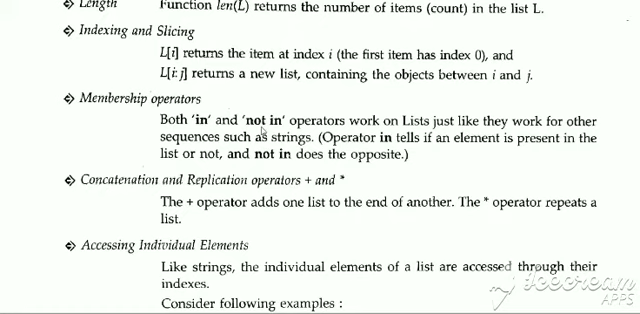 Length Function len(L) returns the number of items (count) in the list L.
Indexing and Slicing
L[i] returns the item at index i (the first item has index 0), and
L[i: j] returns a new list, containing the objects between i and j.
Membership operators
Both 'in' and 'not in' operators work on Lists just like they work for other
sequences such as strings. (Operator in tells if an element is present in the
list or not, and not in does the opposite.)
Concatenation and Replication operators + and *
The + operator adds one list to the end of another. The * operator repeats a
list.
Accessing Individual Elements
Like strings, the individual elements of a list are accessed through their
indexes.
Consider following examples :
icecream
APPS